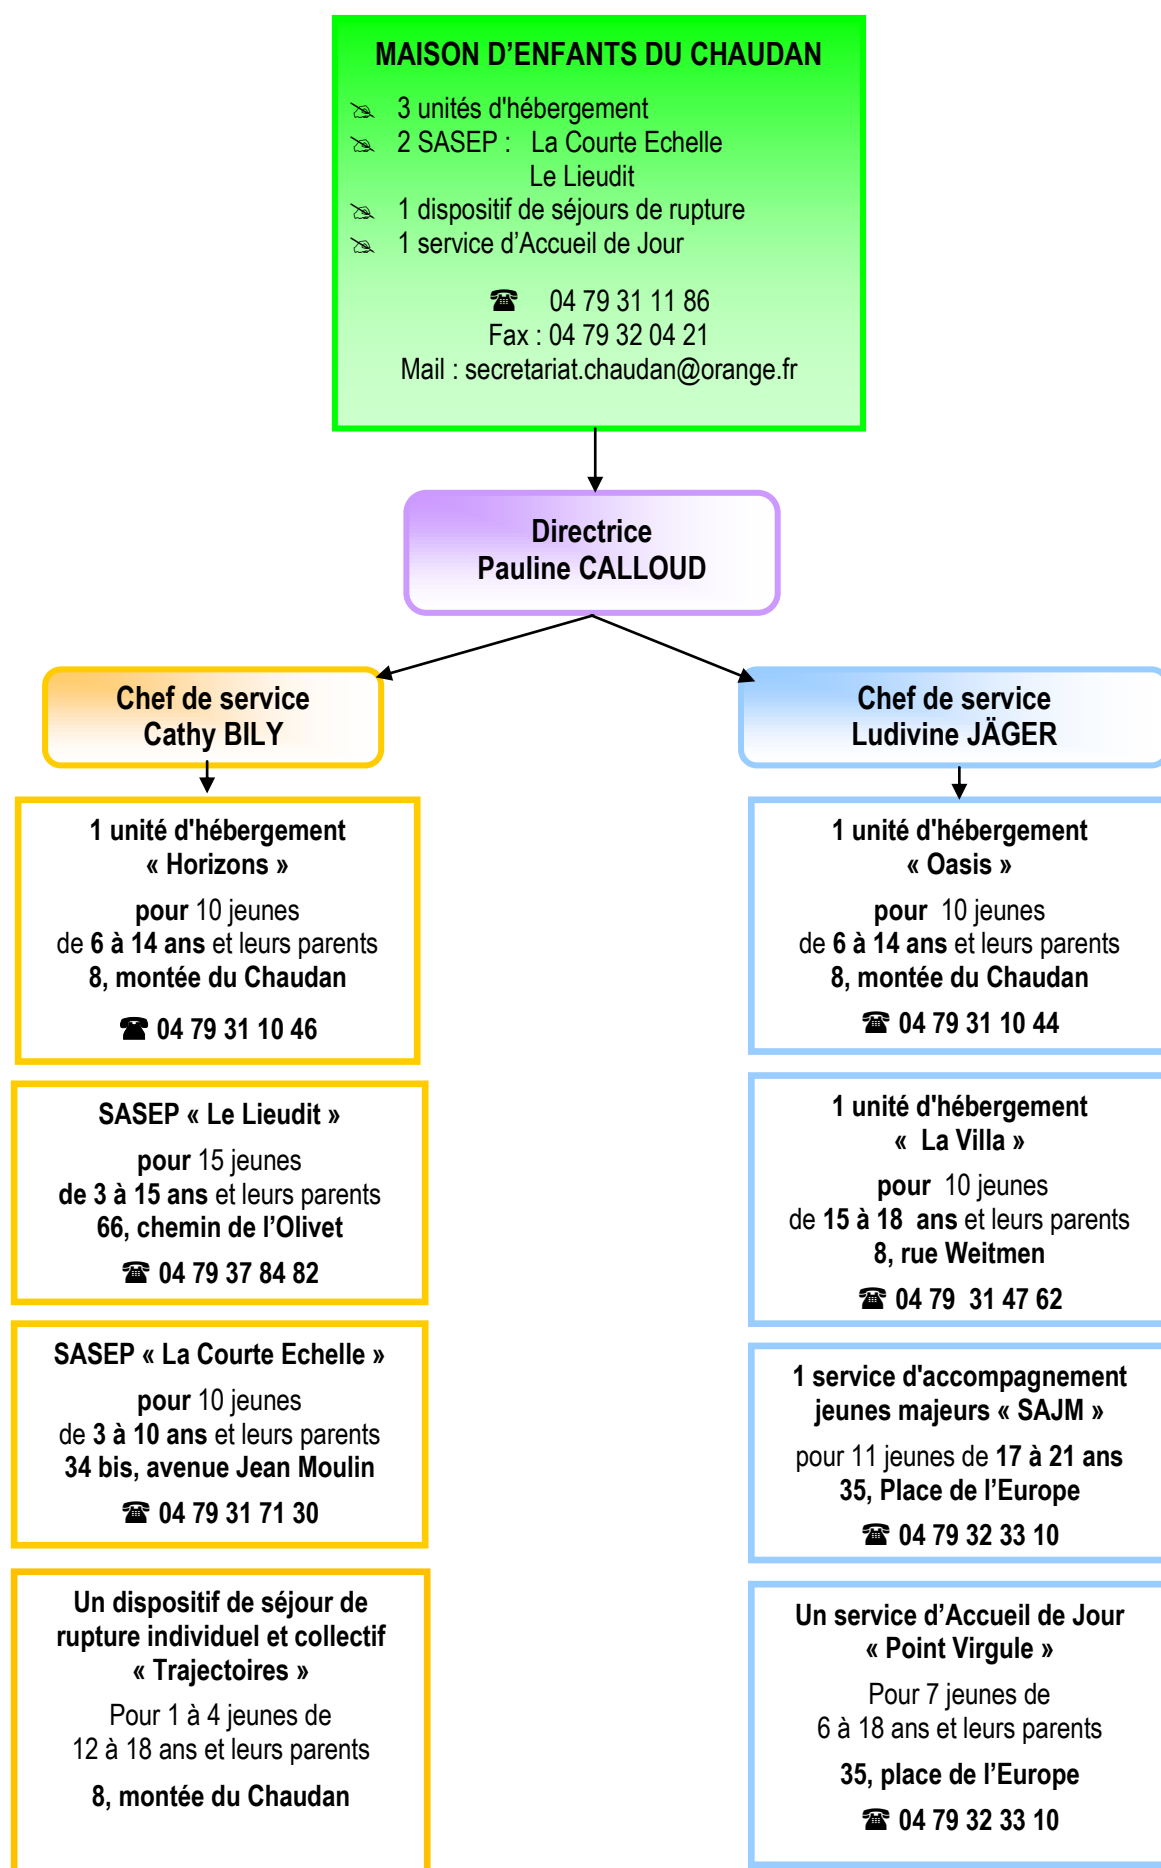 MAISON D’ENFANTS DU CHAUDAN
3 unités d'hébergement
2 SASEP : La Courte Echelle
Le Lieudit
1 dispositif de séjours de rupture
1 service d’Accueil de Jour
☎ 04 79 31 11 86
Fax : 04 79 32 04 21
Mail : secretariat.chaudan@orange.fr
Directrice
Pauline CALLOUD
Chef de service
Cathy BILY
1 unité d'hébergement
« Horizons »
pour 10 jeunes
de 6 à 14 ans et leurs parents
8, montée du Chaudan
☎ 04 79 31 10 46
SASEP « Le Lieudit »
pour 15 jeunes
de 3 à 15 ans et leurs parents
66, chemin de l’Olivet
☎ 04 79 37 84 82
SASEP « La Courte Echelle »
pour 10 jeunes
de 3 à 10 ans et leurs parents
34 bis, avenue Jean Moulin
☎ 04 79 31 71 30
Un dispositif de séjour de
rupture individuel et collectif
« Trajectoires »
Pour 1 à 4 jeunes de
12 à 18 ans et leurs parents
8, montée du Chaudan
Chef de service
Ludivine JÄGER
1 unité d'hébergement
« Oasis »
pour 10 jeunes
de 6 à 14 ans et leurs parents
8, montée du Chaudan
☎ 04 79 31 10 44
1 unité d'hébergement
« La Villa »
pour 10 jeunes
de 15 à 18 ans et leurs parents
8, rue Weitmen
☎ 04 79 31 47 62
1 service d'accompagnement
jeunes majeurs « SAJM »
pour 11 jeunes de 17 à 21 ans
35, Place de l’Europe
☎ 04 79 32 33 10
Un service d’Accueil de Jour
« Point Virgule »
Pour 7 jeunes de
6 à 18 ans et leurs parents
35, place de l’Europe
☎ 04 79 32 33 10